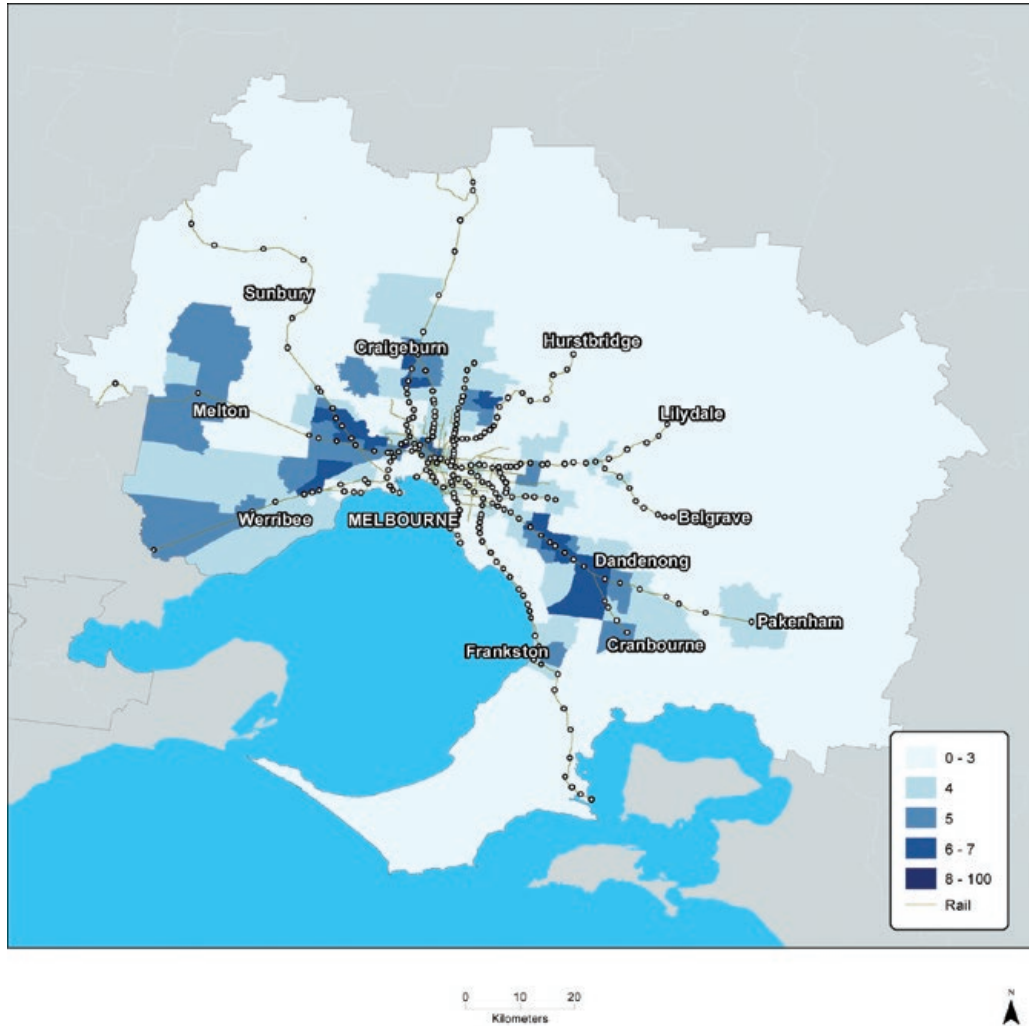 Sunbury
Craigeburn
Hurstbridge
Melton
Lilydale
Werribee
MELBOURNE
Belgrave
Dandenong
Pakenham
Frankston
Cranbourne
0 - 3
4
5
6 - 7
8 - 100
Rail
0 10 20
Kilometers
N